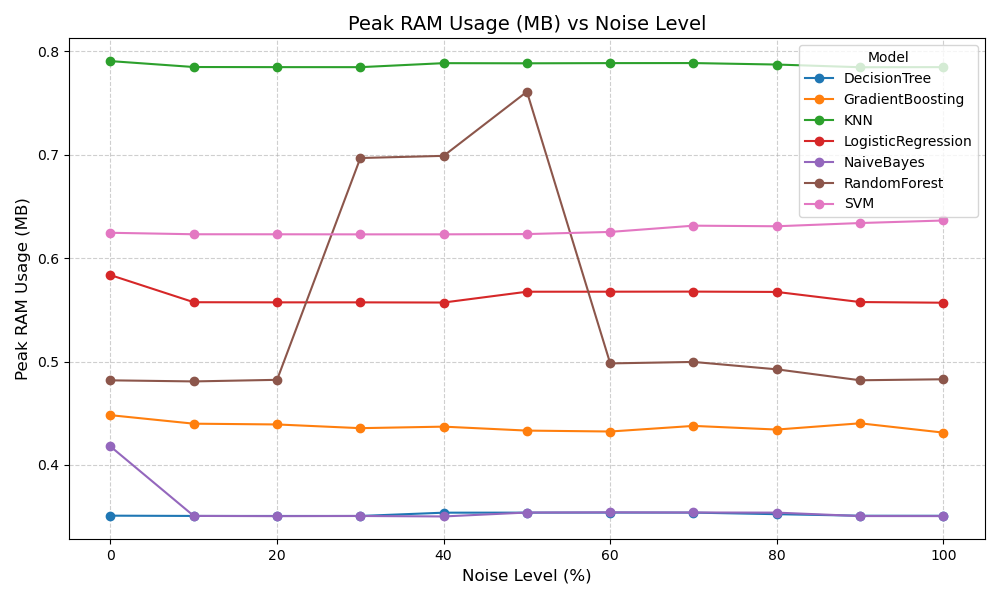 Peak RAM Usage (MB) vs Noise Level
Peak RAM Usage (MB)
0.8
0.7
0.6
0.5
0.4
Model
DecisionTree
GradientBoosting
KNN
LogisticRegression
NaiveBayes
RandomForest
SVM
0 20 40 60 80 100
Noise Level (%)